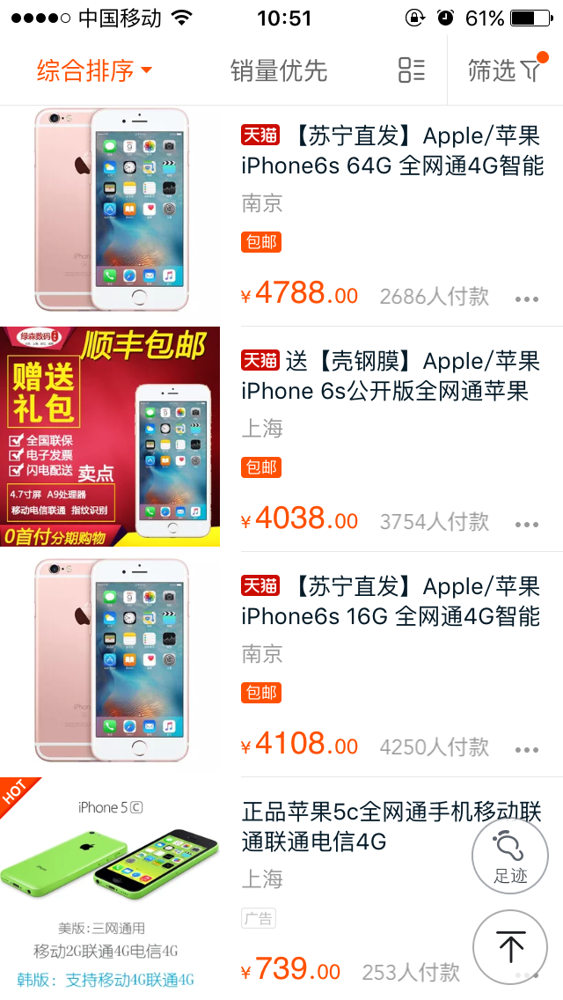 中国移动
10:51
61%
综合排序
销量优先
筛选
天猫 【苏宁直发】Apple/苹果
iPhone6s 64G 全网通4G智能
南京
包邮
¥4788.00 2686人付款
绿森数码
顺丰包邮
赠送
礼包
全国联保
电子发票
闪电配送
卖点
4.7寸屏 A9处理器
移动电信联通 指纹识别
0首付分期购物
天猫 送【壳钢膜】Apple/苹果
iPhone 6s公开版全网通苹果
上海
包邮
¥4038.00 3754人付款
天猫 【苏宁直发】Apple/苹果
iPhone6s 16G 全网通4G智能
南京
包邮
¥4108.00 4250人付款
HOT
iPhone 5C
美版:三网通用
移动2G联通4G电信4G
韩版：支持移动4G联通4G
正品苹果5c全网通手机移动联
通联通电信4G
上海
广告
¥739.00 253人付款
足迹